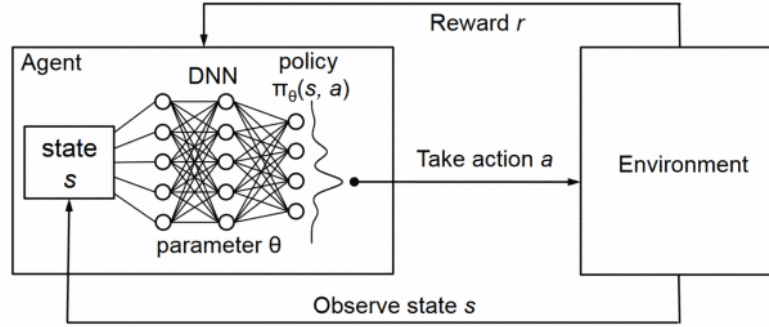 Reward r
Agent
DNN
policy
πθ(s, a)
state
s
Take action a
Environment
parameter θ
Observe state s